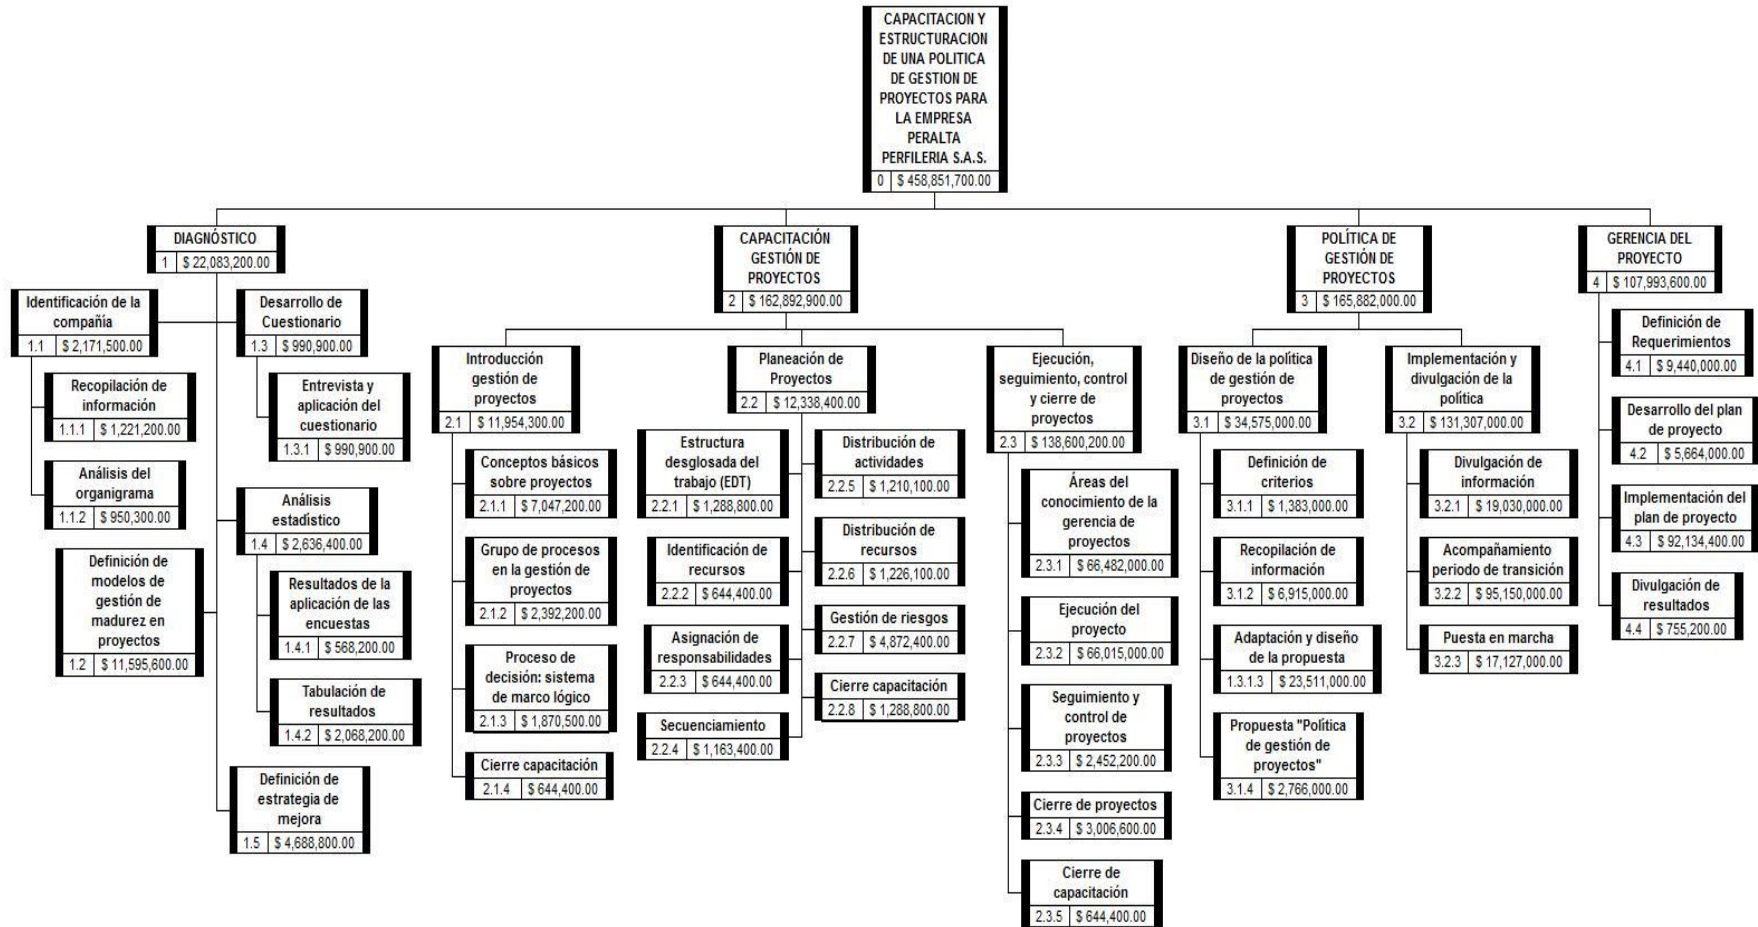 CAPACITACION Y
ESTRUCTURACION
DE UNA POLITICA
DE GESTION DE
PROYECTOS PARA
LA EMPRESA
PERALTA
PERFILERIA S.A.S.
0 $ 458,851,700.00
DIAGNÓSTICO
1 $ 22,083,200.00
Identificación de la
compañía
1.1 $ 2,171,500.00
Recopilación de
información
1.1.1 $ 1,221,200.00
Análisis del
organigrama
1.1.2 $ 950,300.00
Definición de
modelos de
gestión de
madurez en
proyectos
1.2 $ 11,595,600.00
Desarrollo de
Cuestionario
1.3 $ 990,900.00
Entrevista y
aplicación del
cuestionario
1.3.1 $ 990,900.00
Análisis
estadístico
1.4 $ 2,636,400.00
Resultados de la
aplicación de las
encuestas
1.4.1 $ 568,200.00
Tabulación de
resultados
1.4.2 $ 2,068,200.00
Definición de
estrategia de
mejora
1.5 $ 4,688,800.00
CAPACITACIÓN
GESTIÓN DE
PROYECTOS
2 $ 162,892,900.00
Introducción
gestión de
proyectos
2.1 $ 11,954,300.00
Conceptos básicos
sobre proyectos
2.1.1 $ 7,047,200.00
Grupo de procesos
en la gestión de
proyectos
2.1.2 $ 2,392,200.00
Proceso de
decisión: sistema
de marco lógico
2.1.3 $ 1,870,500.00
Cierre capacitación
2.1.4 $ 644,400.00
Planeación de
Proyectos
2.2 $ 12,338,400.00
Estructura
desglosada del
trabajo (EDT)
2.2.1 $ 1,288,800.00
Identificación de
recursos
2.2.2 $ 644,400.00
Asignación de
responsabilidades
2.2.3 $ 644,400.00
Secuenciamiento
2.2.4 $ 1,163,400.00
Distribución de
actividades
2.2.5 $ 1,210,100.00
Distribución de
recursos
2.2.6 $ 1,226,100.00
Gestión de riesgos
2.2.7 $ 4,872,400.00
Cierre capacitación
2.2.8 $ 1,288,800.00
Ejecución,
seguimiento, control
y cierre de
proyectos
2.3 $ 138,600,200.00
Áreas del
conocimiento de la
gerencia de
proyectos
2.3.1 $ 66,482,000.00
Ejecución del
proyecto
2.3.2 $ 66,015,000.00
Seguimiento y
control de
proyectos
2.3.3 $ 2,452,200.00
Cierre de proyectos
2.3.4 $ 3,006,600.00
Cierre de
capacitación
2.3.5 $ 644,400.00
POLÍTICA DE
GESTIÓN DE
PROYECTOS
3 $ 165,882,000.00
Diseño de la política
de gestión de
proyectos
3.1 $ 34,575,000.00
Definición de
criterios
3.1.1 $ 1,383,000.00
Recopilación de
información
3.1.2 $ 6,915,000.00
Adaptación y diseño
de la propuesta
1.3.1.3 $ 23,511,000.00
Propuesta "Política
de gestión de
proyectos"
3.1.4 $ 2,766,000.00
Implementación y
divulgación de la
política
3.2 $ 131,307,000.00
Divulgación de
información
3.2.1 $ 19,030,000.00
Acompañamiento
periodo de transición
3.2.2 $ 95,150,000.00
Puesta en marcha
3.2.3 $ 17,127,000.00
GERENCIA DEL
PROYECTO
4 $ 107,993,600.00
Definición de
Requerimientos
4.1 $ 9,440,000.00
Desarrollo del plan
de proyecto
4.2 $ 5,664,000.00
Implementación del
plan de proyecto
4.3 $ 92,134,400.00
Divulgación de
resultados
4.4 $ 755,200.00